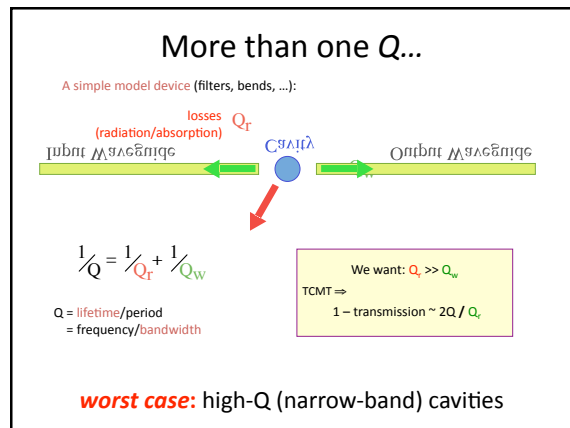 More than one Q...
A simple model device (filters, bends, ...):
losses
(radiation/absorption)
Qr
Input Waveguide
Cavity
Output Waveguide
Qw
1/Q = 1/Qr + 1/Qw
Q = lifetime/period
= frequency/bandwidth
We want: Qr >> Qw
TCMT ⇒
1 – transmission ~ 2Q / Qr
worst case: high-Q (narrow-band) cavities